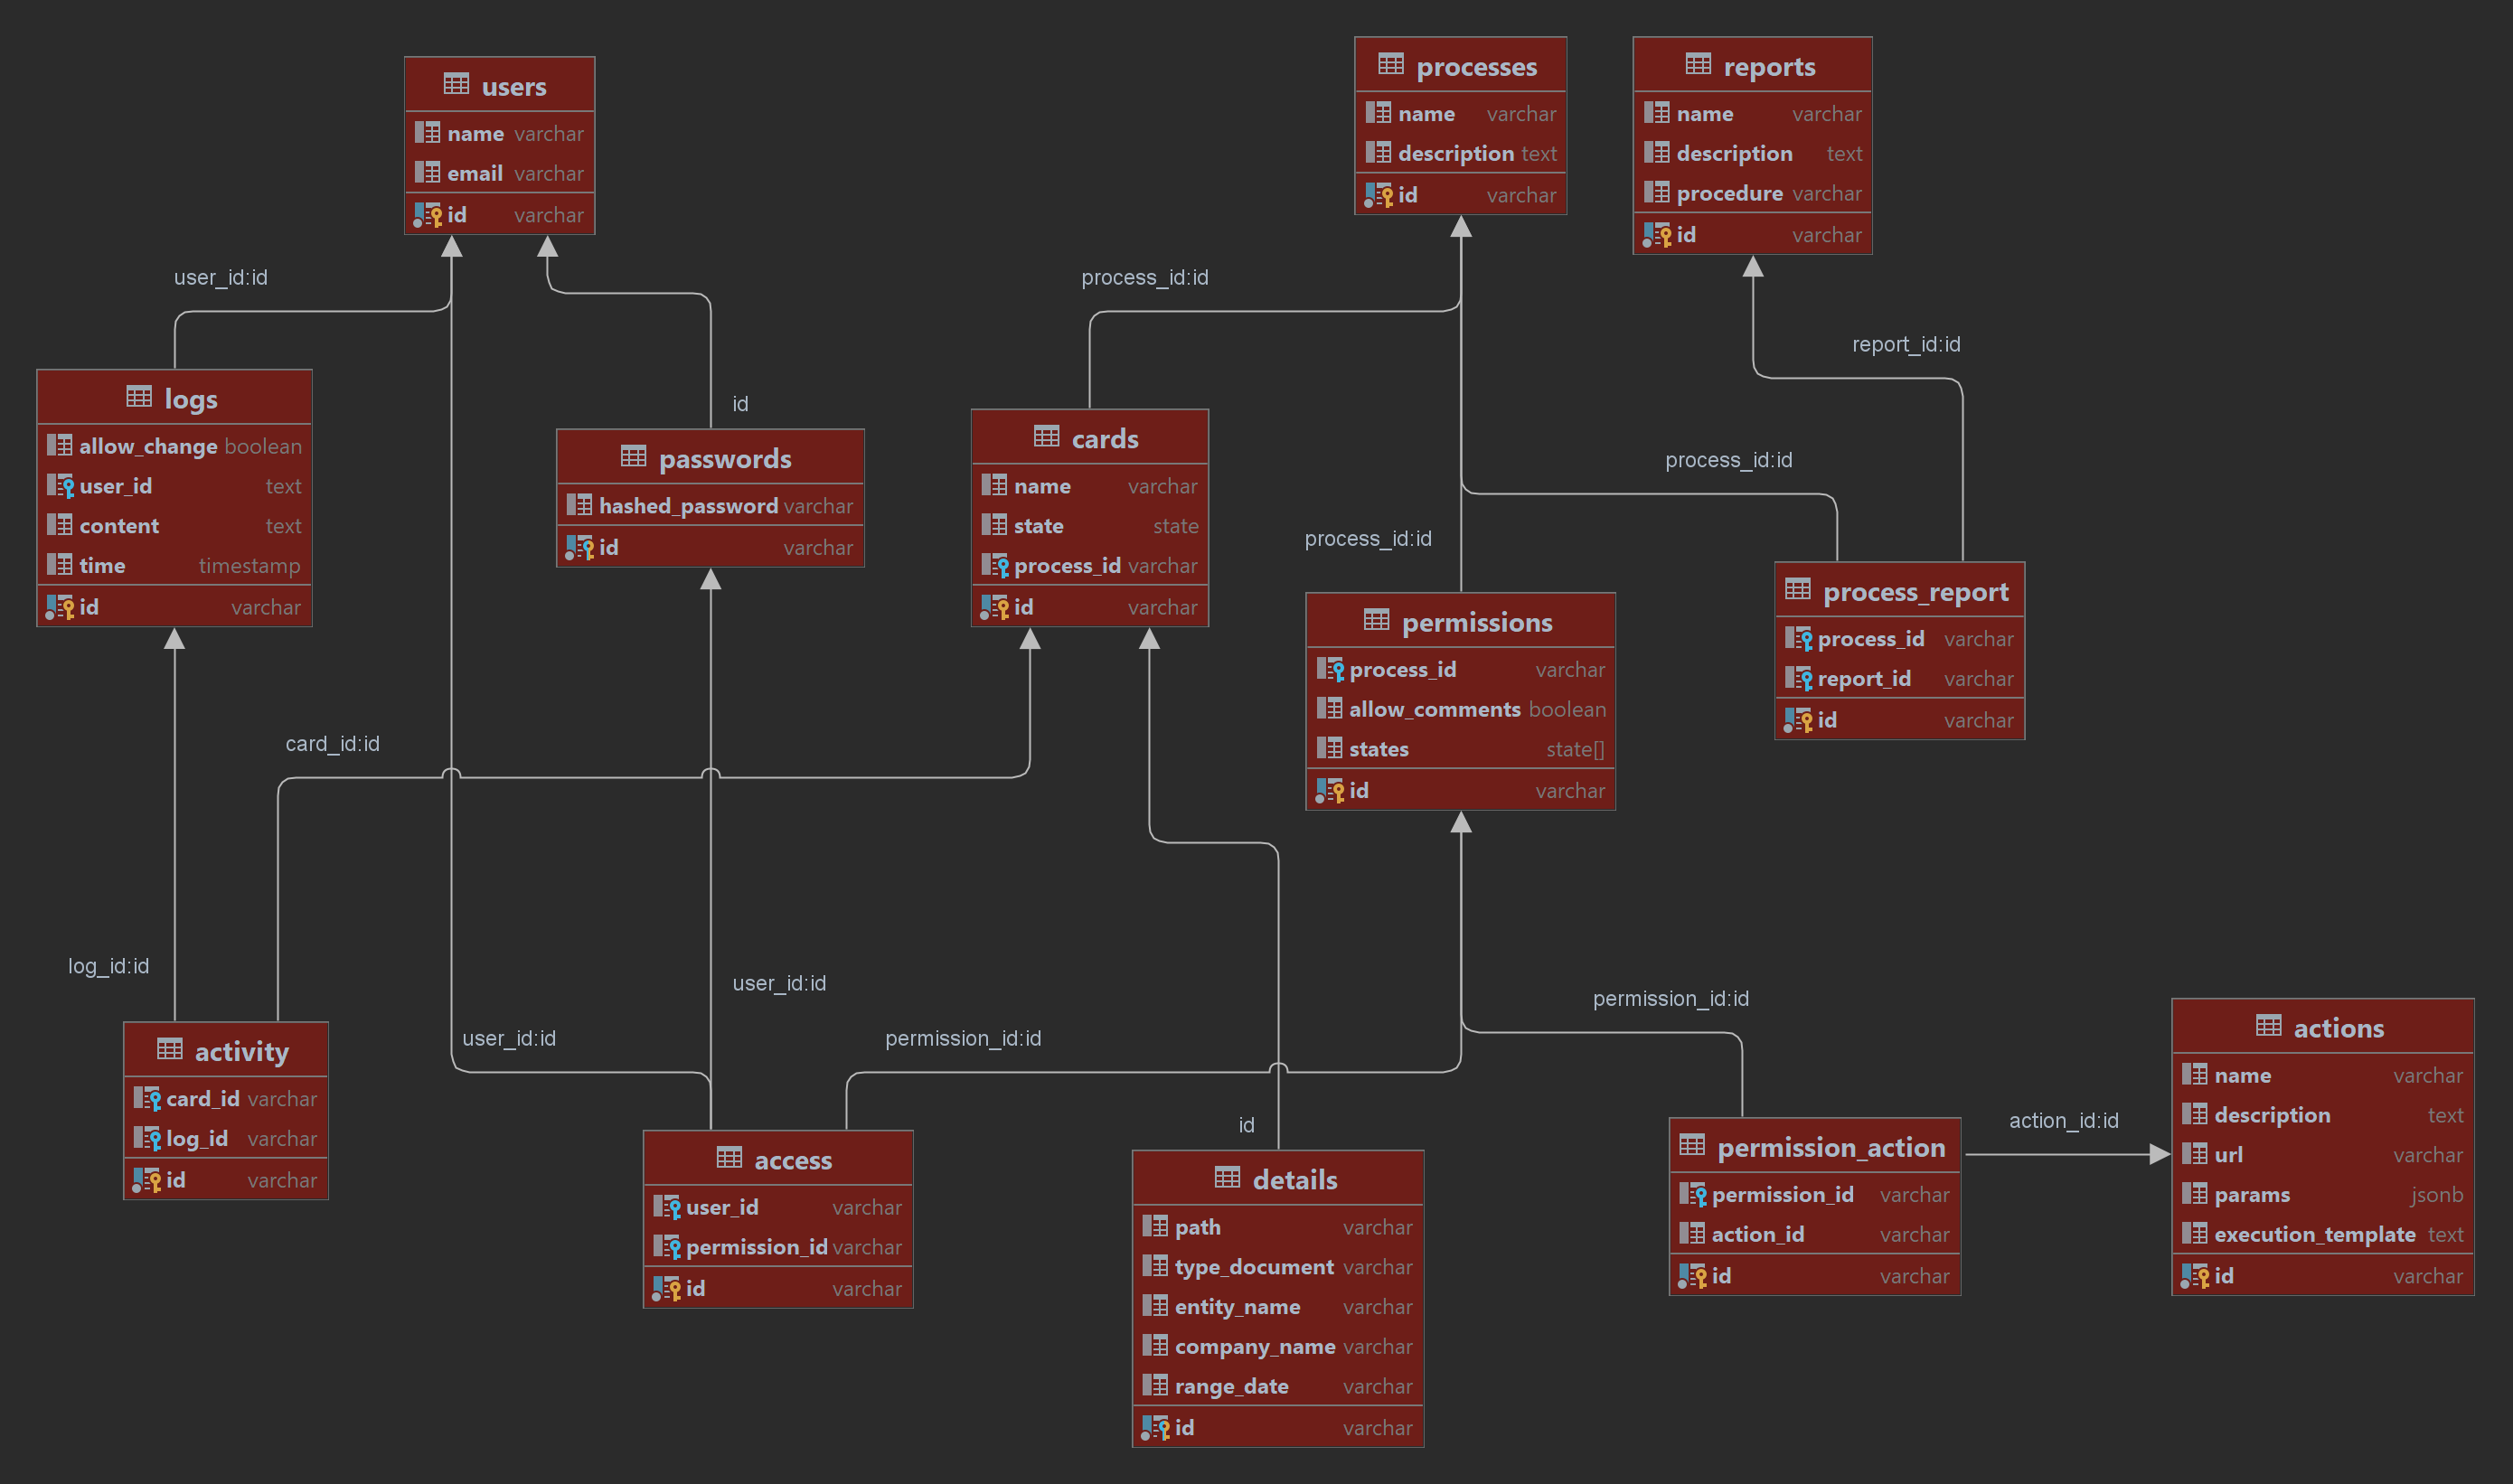 users
name varchar
email varchar
id varchar
processes
name varchar
description text
id varchar
reports
name varchar
description text
procedure varchar
id varchar
user_id:id
process_id:id
report_id:id
logs
allow_change boolean
user_id text
content text
time timestamp
id varchar
id
passwords
hashed_password varchar
id varchar
cards
name varchar
state state
process_id varchar
id varchar
process_id:id
process_id:id
permissions
process_id varchar
allow_comments boolean
states state[]
id varchar
process_report
process_id varchar
report_id varchar
id varchar
card_id:id
log_id:id
user_id:id
user_id:id
permission_id:id
permission_id:id
activity
card_id varchar
log_id varchar
id varchar
access
user_id varchar
permission_id varchar
id varchar
id
details
path varchar
type_document varchar
entity_name varchar
company_name varchar
range_date varchar
id varchar
permission_action
permission_id varchar
action_id varchar
id varchar
action_id:id
actions
name varchar
description text
url varchar
params jsonb
execution_template text
id varchar